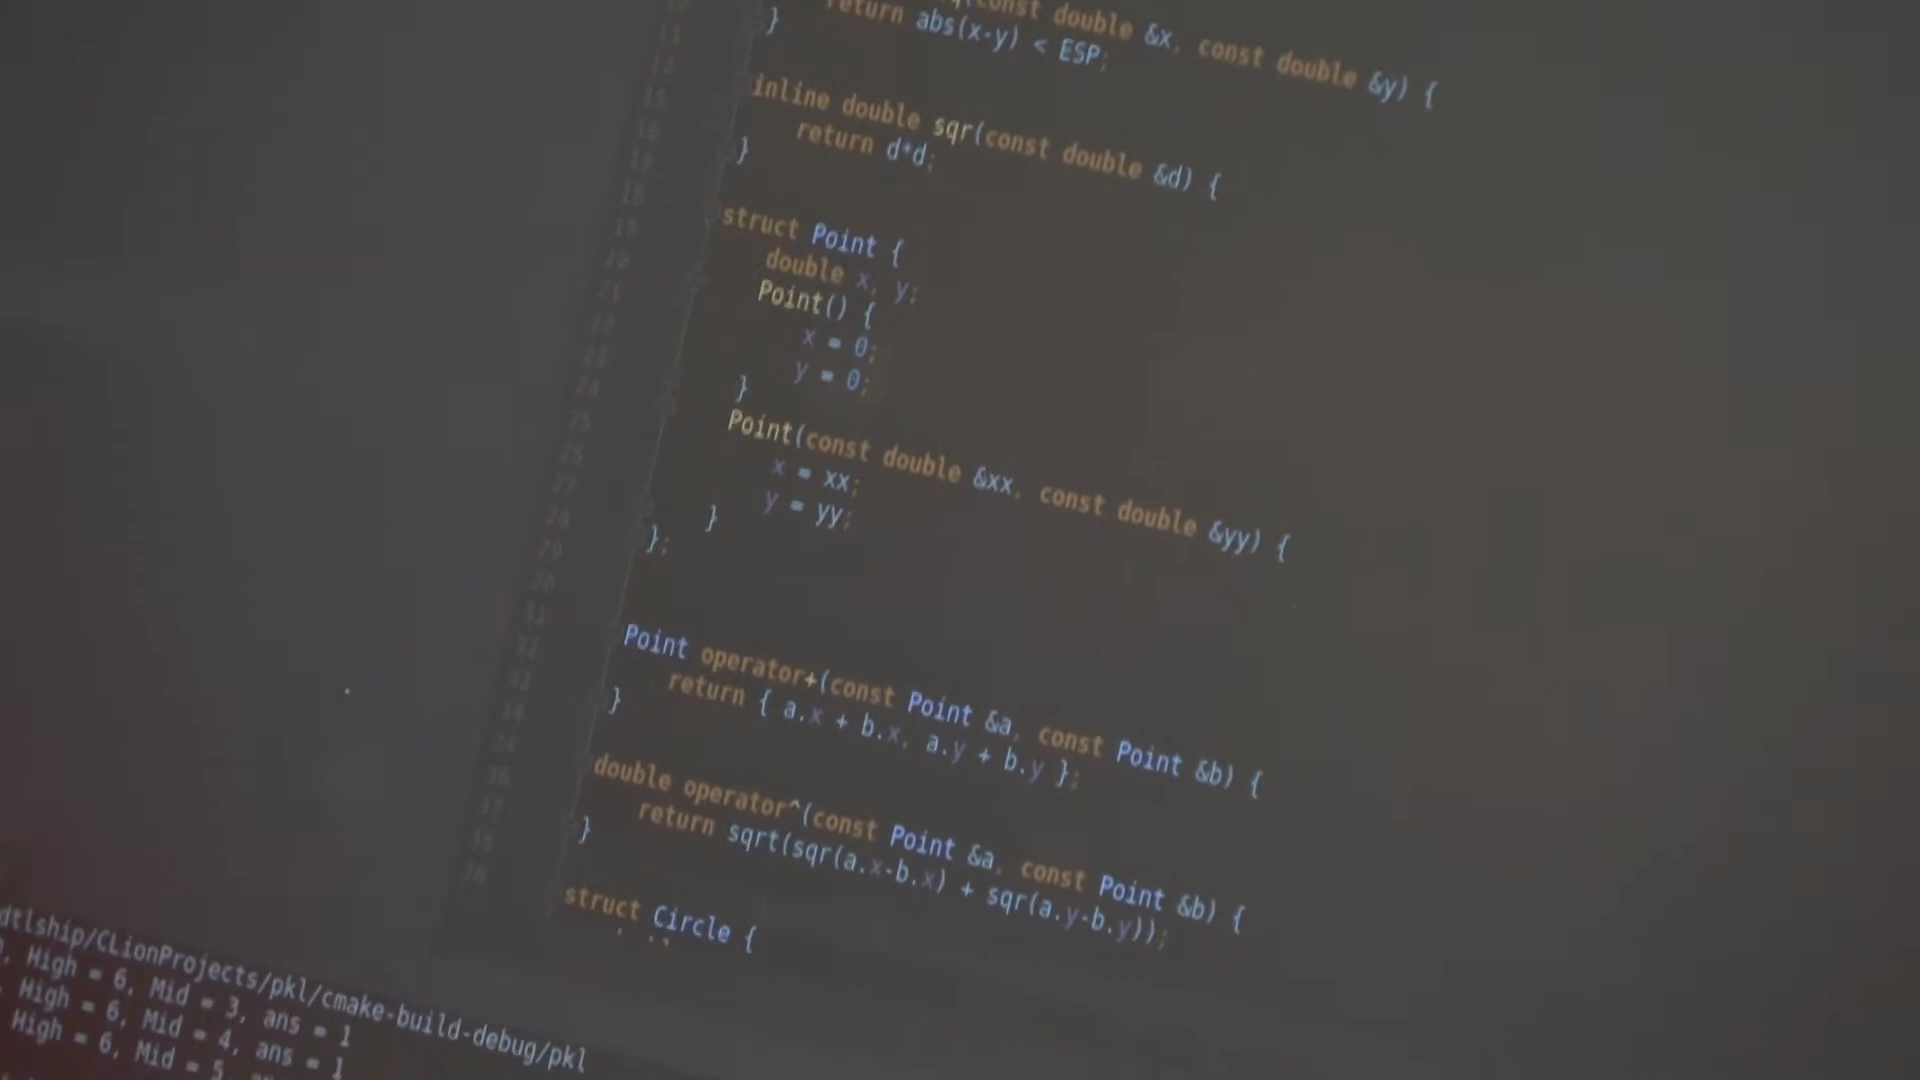 const double &x, const double &y) {
return abs(x-y) < ESP;
}
inline double sqr(const double &d) {
return d*d;
}
struct Point {
double x, y;
Point() {
x = 0;
y = 0;
}
Point(const double &xx, const double &yy) {
x = xx;
y = yy;
}
};
Point operator+(const Point &a, const Point &b) {
return { a.x + b.x, a.y + b.y };
}
double operator^(const Point &a, const Point &b) {
return sqrt(sqr(a.x-b.x) + sqr(a.y-b.y));
}
struct Circle {
dtlship/CLionProjects/pkl/cmake-build-debug/pkl
, High = 6, Mid = 3, ans = 1
, High = 6, Mid = 4, ans = 1
High = 6, Mid = 5,